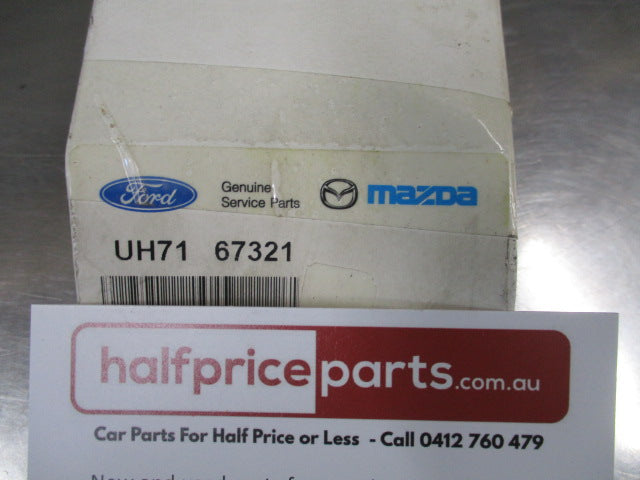 Ford Genuine Service Parts mazda
UH71 67321
halfpriceparts.com.au
Car Parts For Half Price or Less - Call 0412 760 479